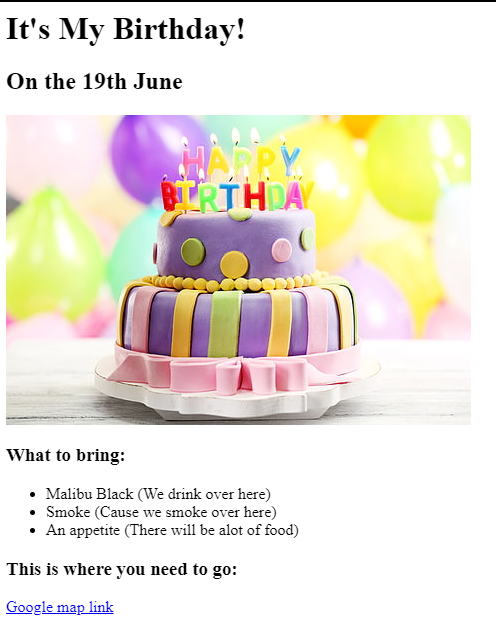 It's My Birthday!
On the 19th June
HAPPY
BIRTHDAY
What to bring:
Malibu Black (We drink over here)
Smoke (Cause we smoke over here)
An appetite (There will be alot of food)
This is where you need to go:
Google map link